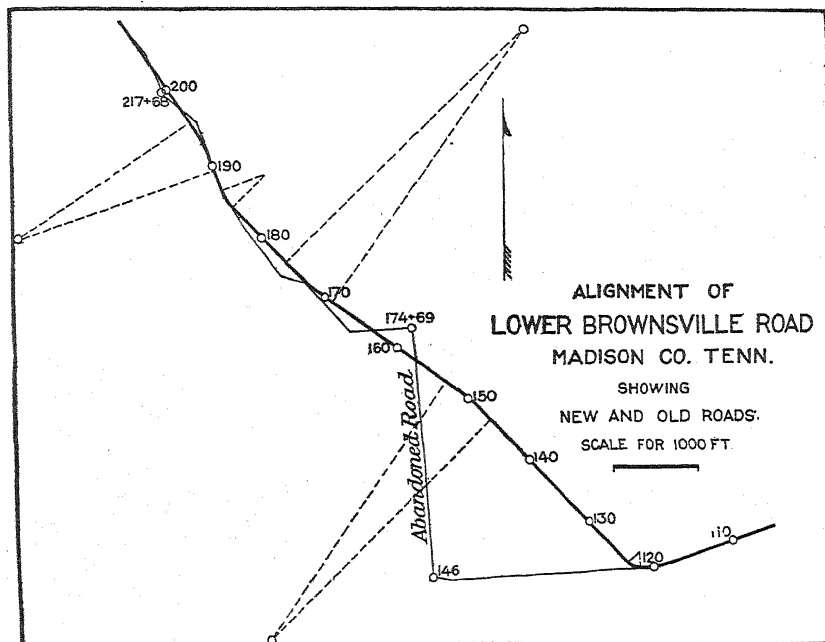 200
217+68
190
180
170
174+69
160
150
140
130
120
110
146
Abandoned Road
ALIGNMENT OF
LOWER BROWNSVILLE ROAD
MADISON CO. TENN.
SHOWING
NEW AND OLD ROADS.
SCALE FOR 1000 FT.